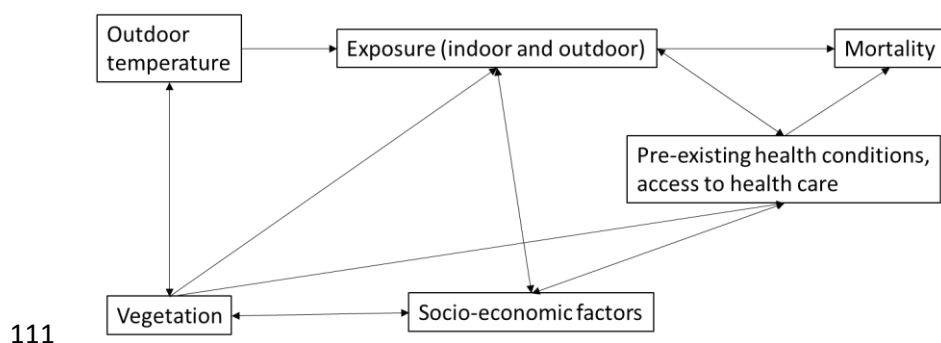 Outdoor
temperature
Exposure (indoor and outdoor)
Mortality
Pre-existing health conditions,
access to health care
Vegetation
Socio-economic factors
111